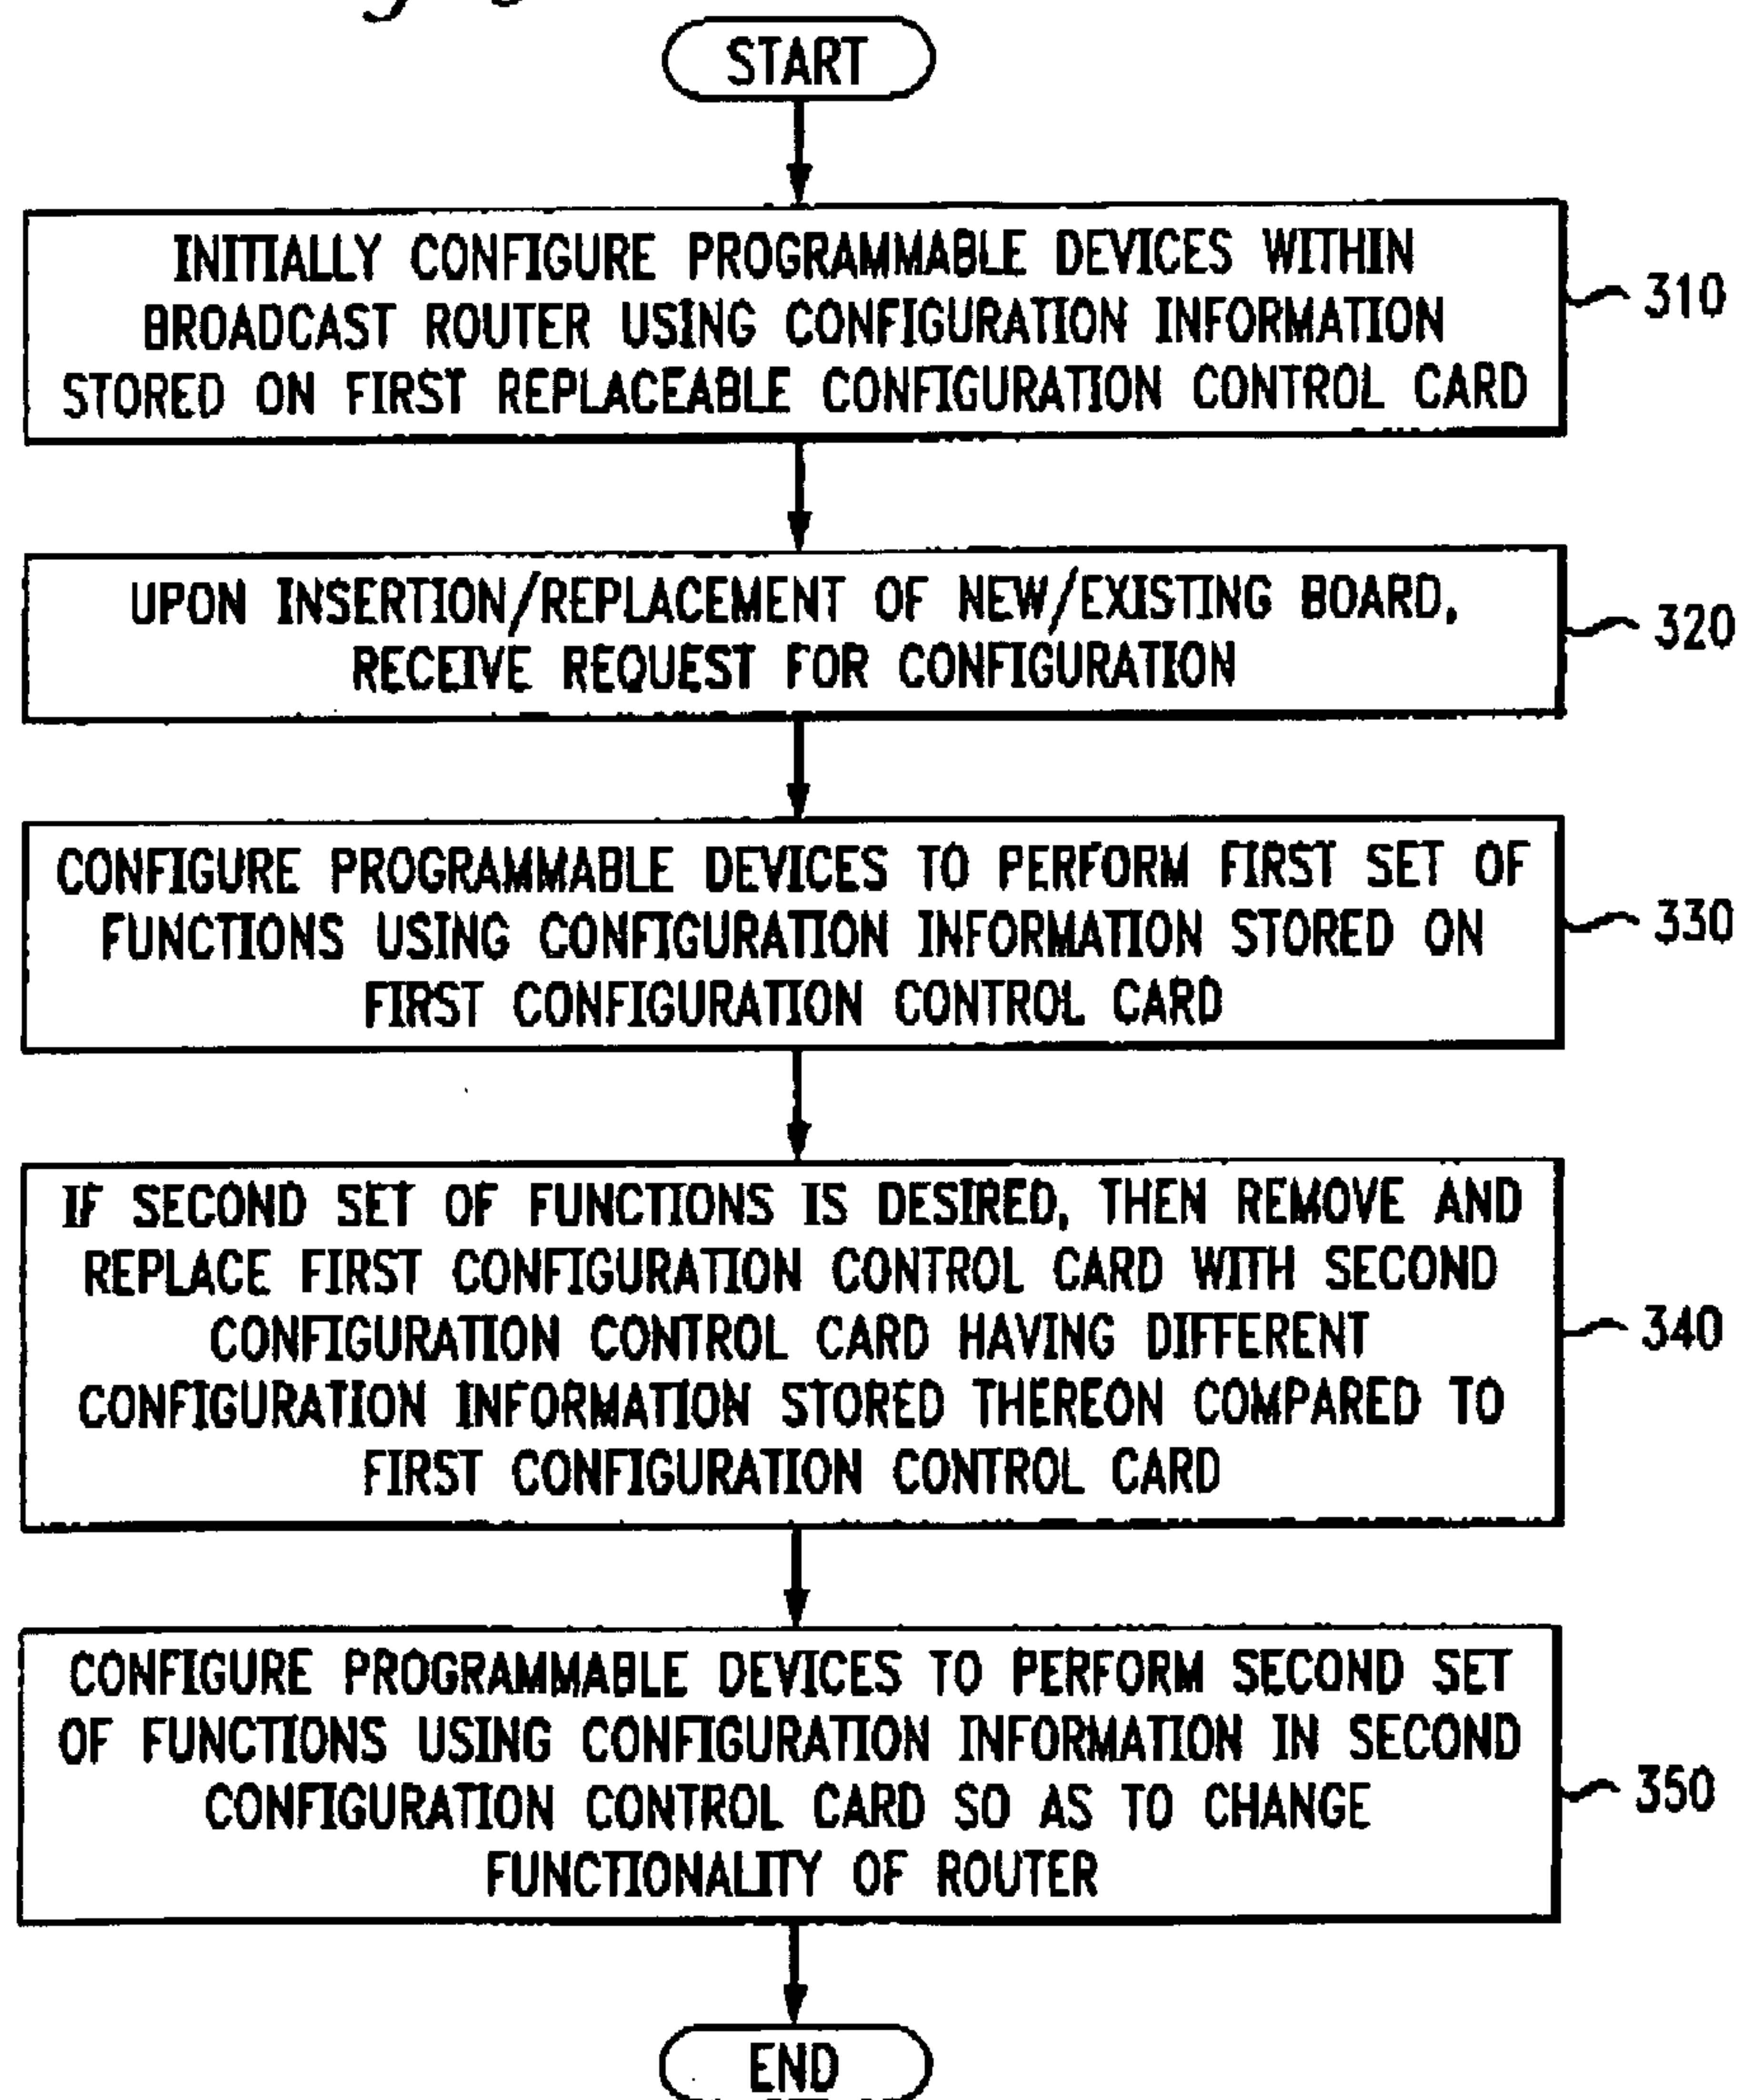 START
INITIALLY CONFIGURE PROGRAMMABLE DEVICES WITHIN
BROADCAST ROUTER USING CONFIGURATION INFORMATION
STORED ON FIRST REPLACEABLE CONFIGURATION CONTROL CARD
310
UPON INSERTION/REPLACEMENT OF NEW/EXISTING BOARD,
RECEIVE REQUEST FOR CONFIGURATION
320
CONFIGURE PROGRAMMABLE DEVICES TO PERFORM FIRST SET OF
FUNCTIONS USING CONFIGURATION INFORMATION STORED ON
FIRST CONFIGURATION CONTROL CARD
330
IF SECOND SET OF FUNCTIONS IS DESIRED, THEN REMOVE AND
REPLACE FIRST CONFIGURATION CONTROL CARD WITH SECOND
CONFIGURATION CONTROL CARD HAVING DIFFERENT
CONFIGURATION INFORMATION STORED THEREON COMPARED TO
FIRST CONFIGURATION CONTROL CARD
340
CONFIGURE PROGRAMMABLE DEVICES TO PERFORM SECOND SET
OF FUNCTIONS USING CONFIGURATION INFORMATION IN SECOND
CONFIGURATION CONTROL CARD SO AS TO CHANGE
FUNCTIONALITY OF ROUTER
350
END